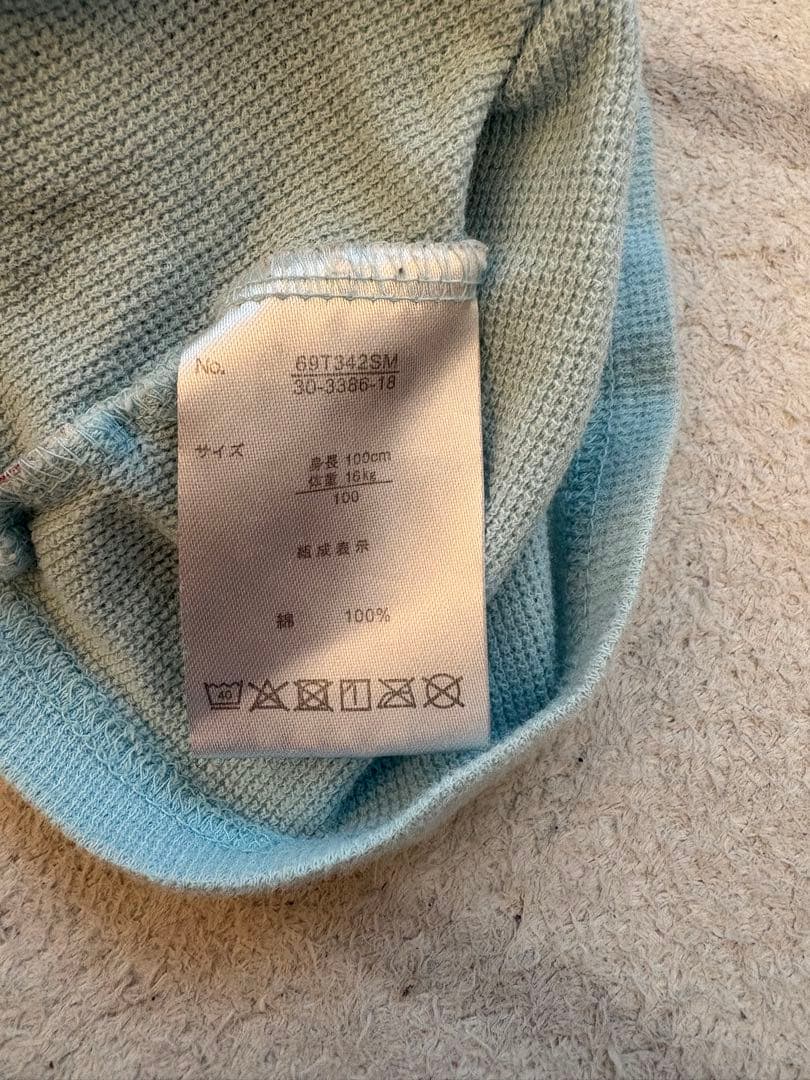 No. 69T342SM
30-3386-18
サイズ 身長 100cm
体重 16kg
100
組成表示
綿 100%
40